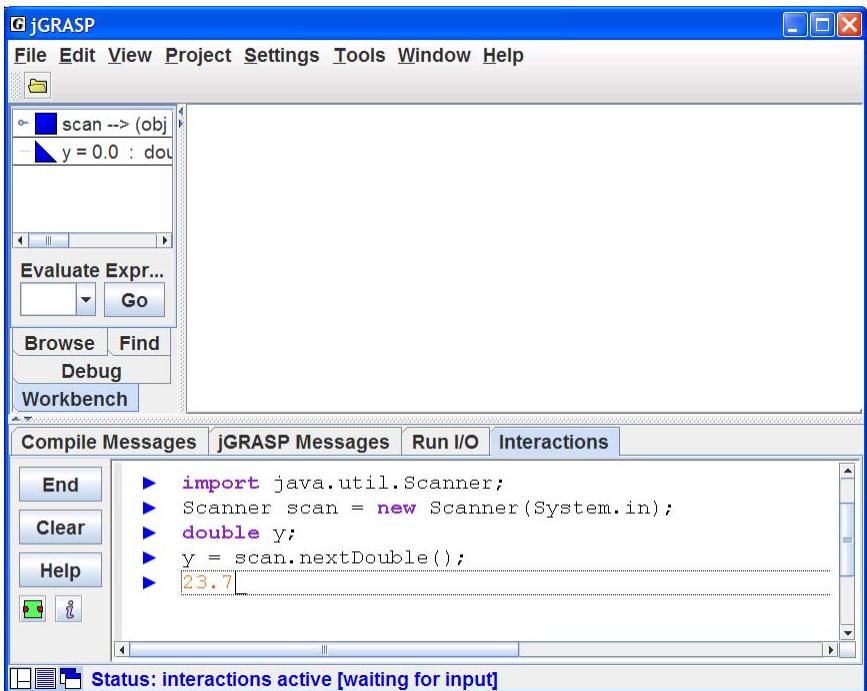 jGRASP
File Edit View Project Settings Tools Window Help
scan --> (obj
y = 0.0 : dou
Evaluate Expr...
Go
Browse Find
Debug
Workbench
Compile Messages jGRASP Messages Run I/O Interactions
End
Clear
Help
import java.util.Scanner;
Scanner scan = new Scanner(System.in);
double y;
y = scan.nextDouble();
23.7
Status: interactions active [waiting for input]